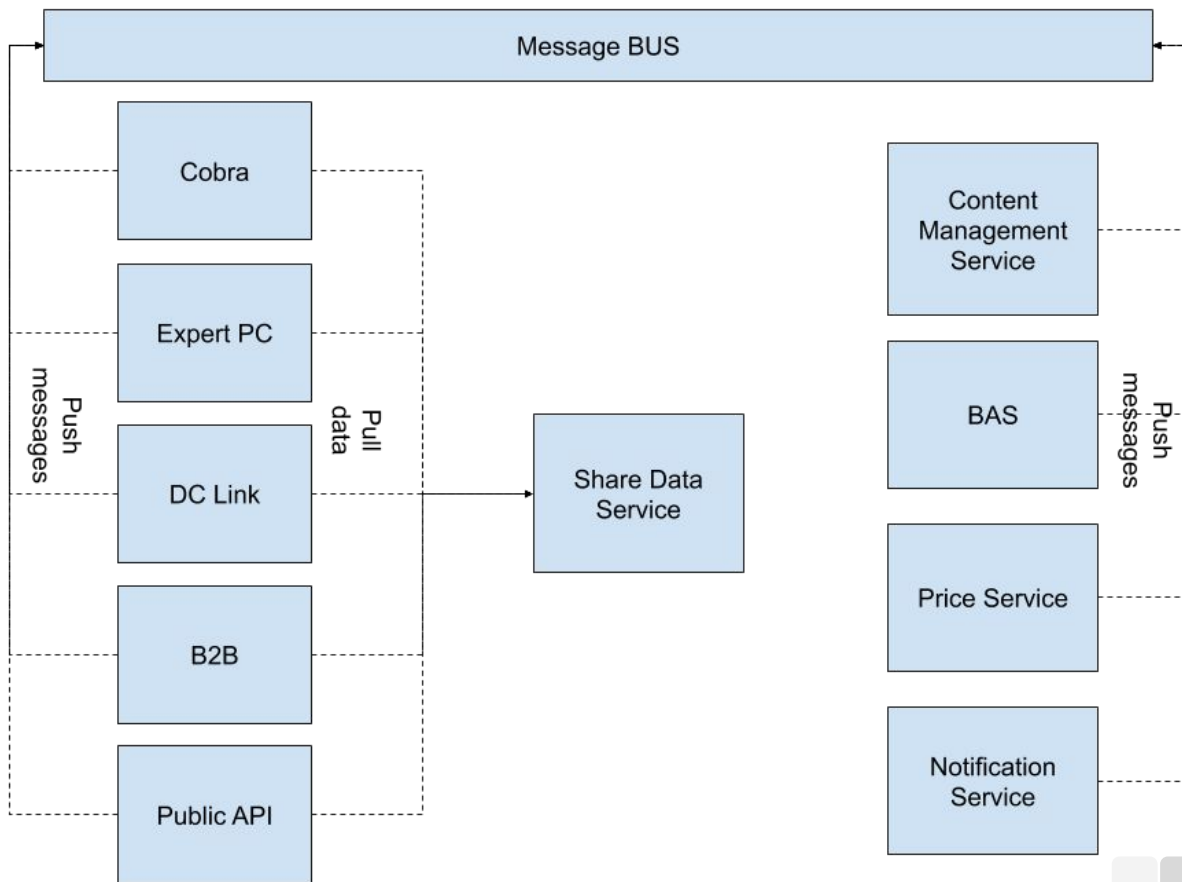 Message BUS
Cobra
Expert PC
DC Link
B2B
Public API
Push
messages
Pull
data
Share Data
Service
Content
Management
Service
BAS
Price Service
Notification
Service
Push
messages